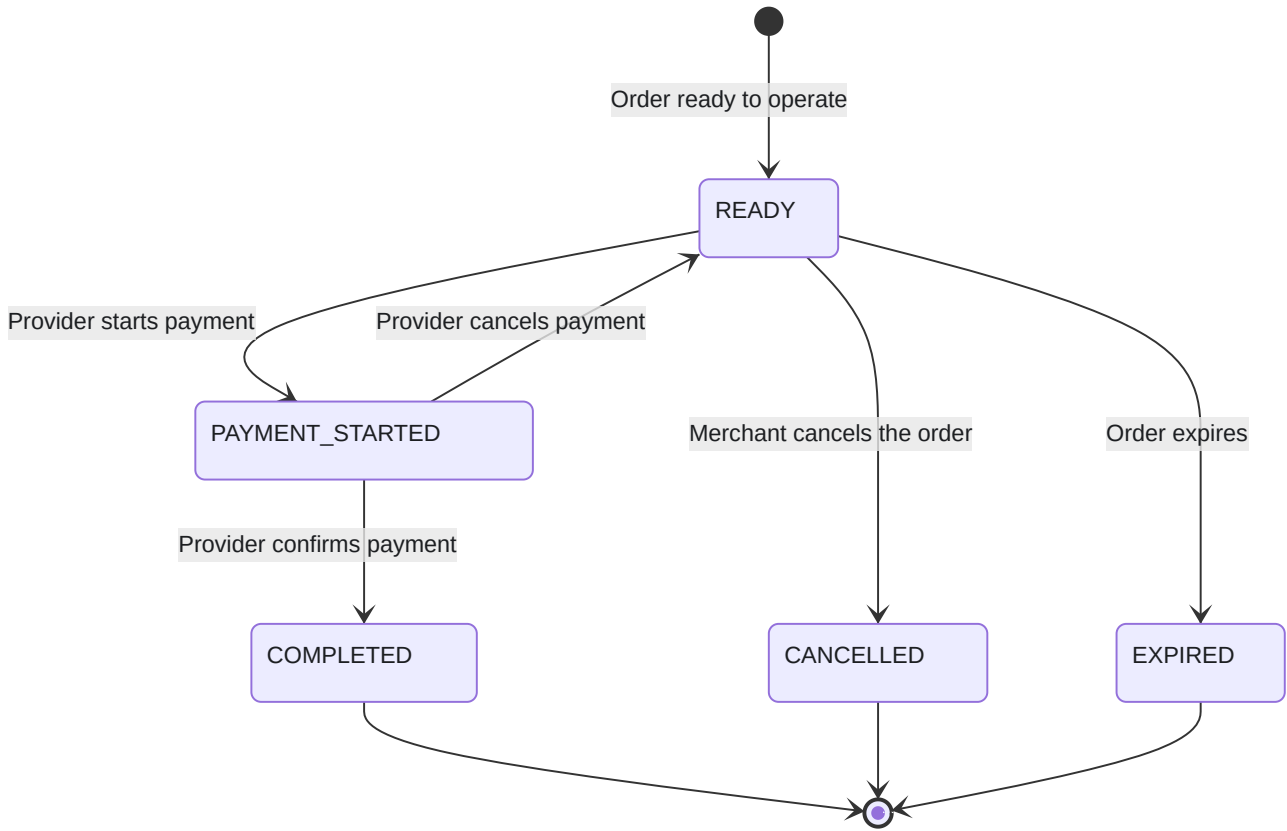 Order ready to operate
READY
Provider starts payment
Provider cancels payment
PAYMENT_STARTED
Merchant cancels the order
Order expires
Provider confirms payment
COMPLETED
CANCELLED
EXPIRED